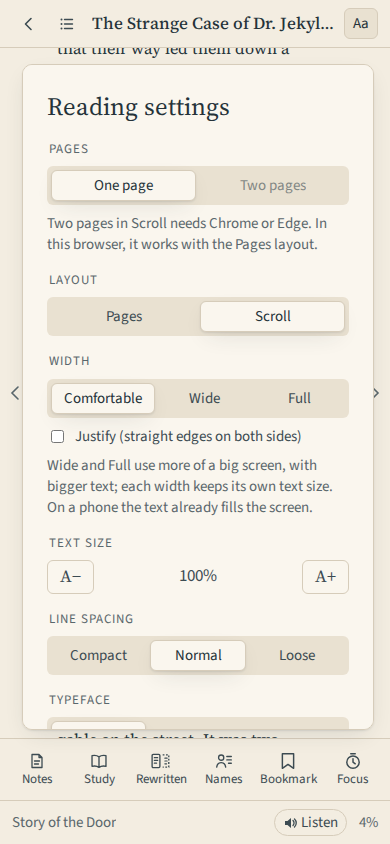 The Strange Case of Dr. Jekyl...
Aa
that their way led them down a
Reading settings
PAGES
One page
Two pages
Two pages in Scroll needs Chrome or Edge. In
this browser, it works with the Pages layout.
LAYOUT
Pages
Scroll
WIDTH
Comfortable
Wide
Full
Justify (straight edges on both sides)
Wide and Full use more of a big screen, with
bigger text; each width keeps its own text size.
On a phone the text already fills the screen.
TEXT SIZE
A−
100%
A+
LINE SPACING
Compact
Normal
Loose
TYPEFACE
Notes
Study
Rewritten
Names
Bookmark
Focus
Story of the Door
Listen
4%